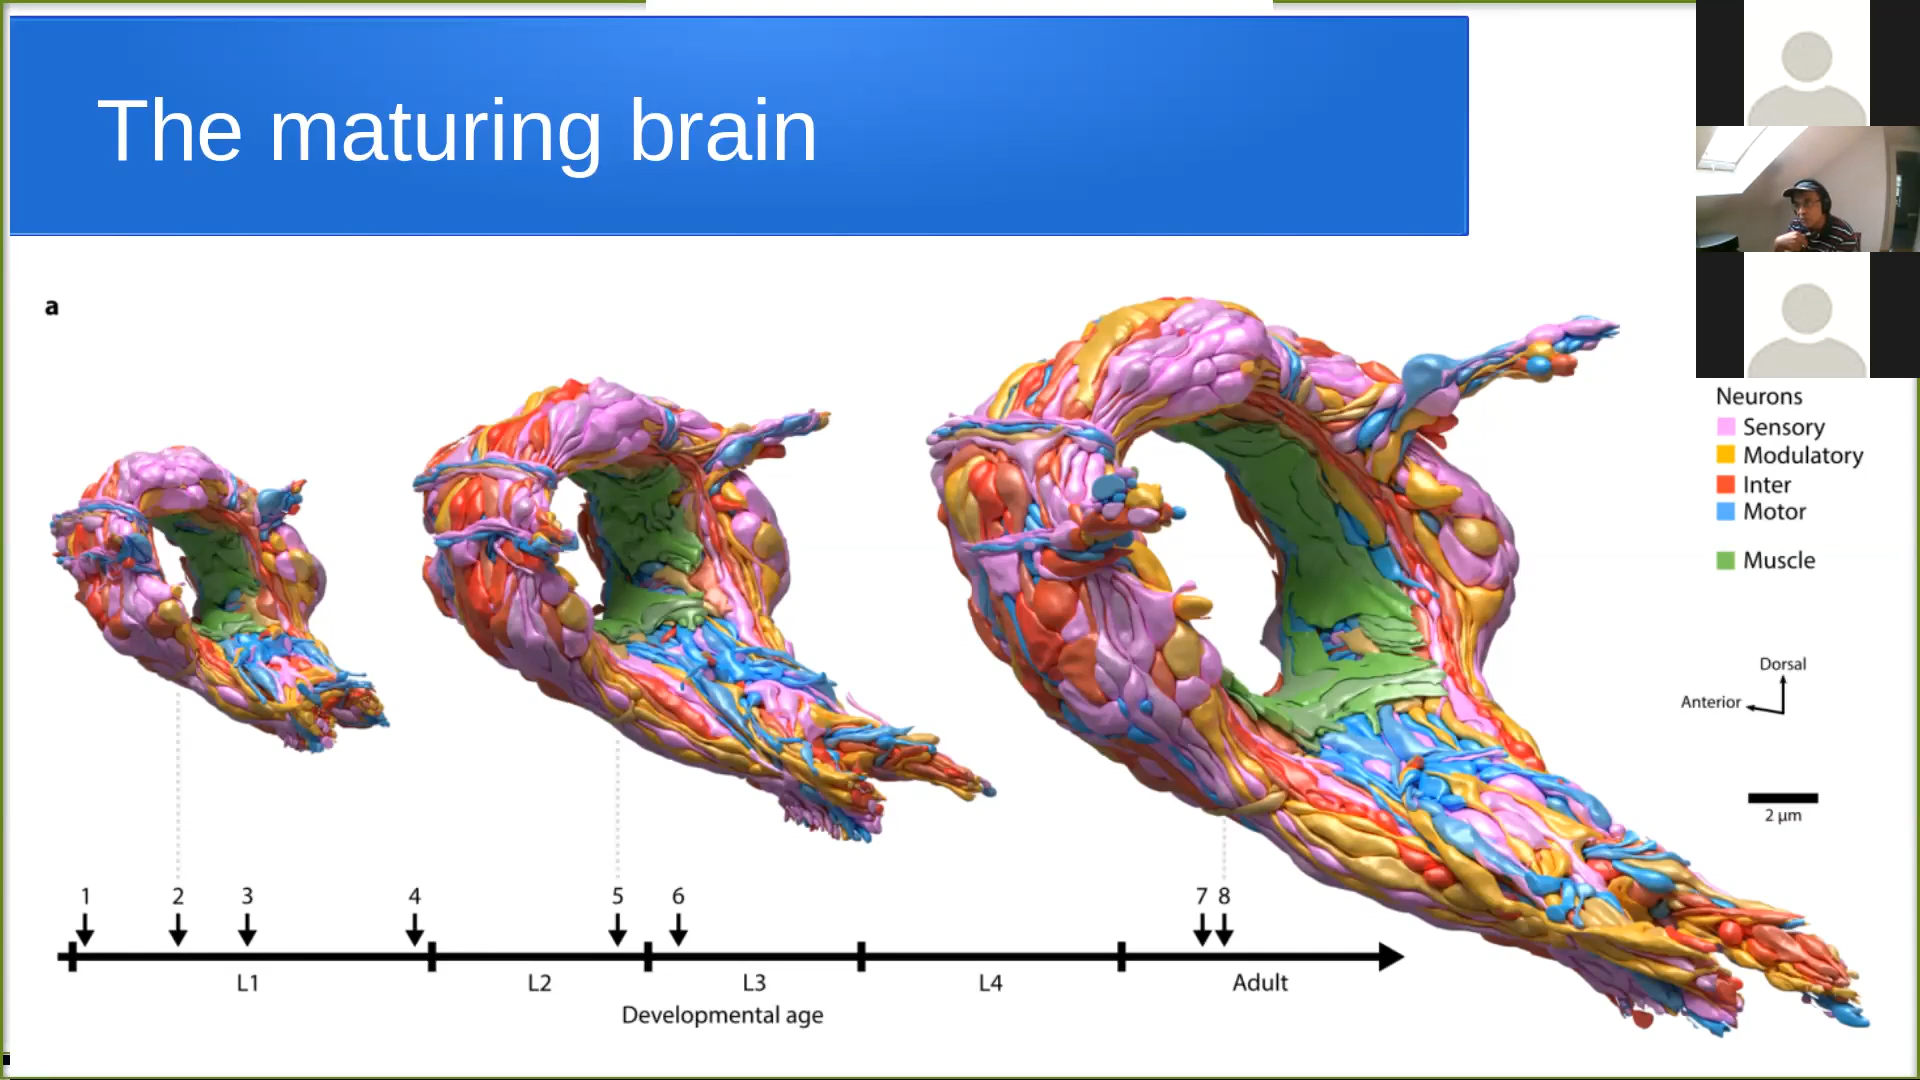 The maturing brain
a
Neurons
Sensory
Modulatory
Inter
Motor
Muscle
Dorsal
Anterior
2 µm
1 2 3 4 5 6 7 8
L1 L2 L3 L4 Adult
Developmental age